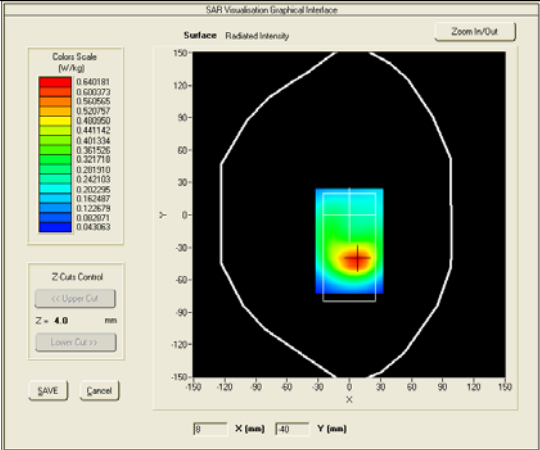 SAR Visualisation Graphical Interface
Surface Radiated Intensity
Zoom In/Out
Colors Scale
(W/kg)
0.640181
0.600373
0.560565
0.520757
0.480950
0.441142
0.401334
0.361526
0.321718
0.281910
0.242103
0.202295
0.162487
0.122679
0.082871
0.043063
150
120
90
60
30
0
-30
-60
-90
-120
-150
Y
-150 -120 -90 -60 -30 0 30 60 90 120 150
X
Z-Cuts Control
<< Upper Cut
Z = 4.0 mm
Lower Cut >>
SAVE Cancel
8 X (mm) -40 Y (mm)